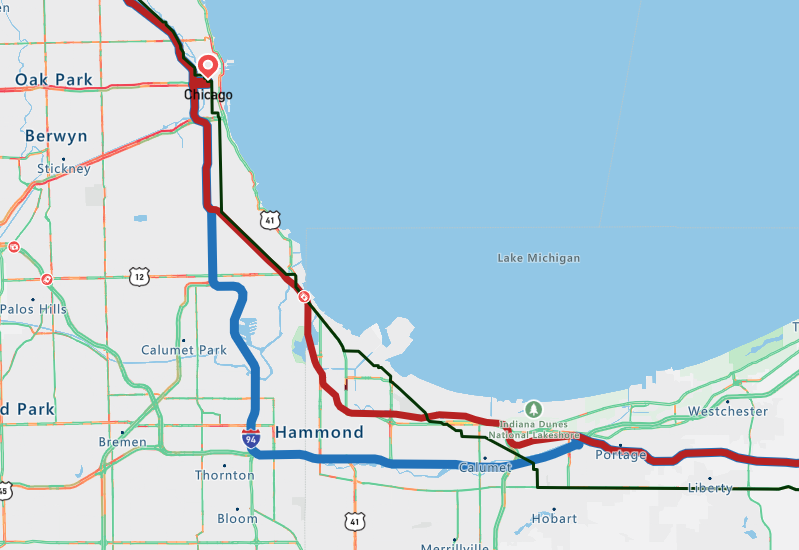 en
Oak Park
Chicago
Berwyn
Stickney
41
Lake Michigan
12
Palos Hills
Calumet Park
d Park
Bremen
94
Hammond
Indiana Dunes
National Lakeshore
Westchester
Portage
Calumet
Thornton
Liberty
Bloom
41
Hobart
Merrillville
T